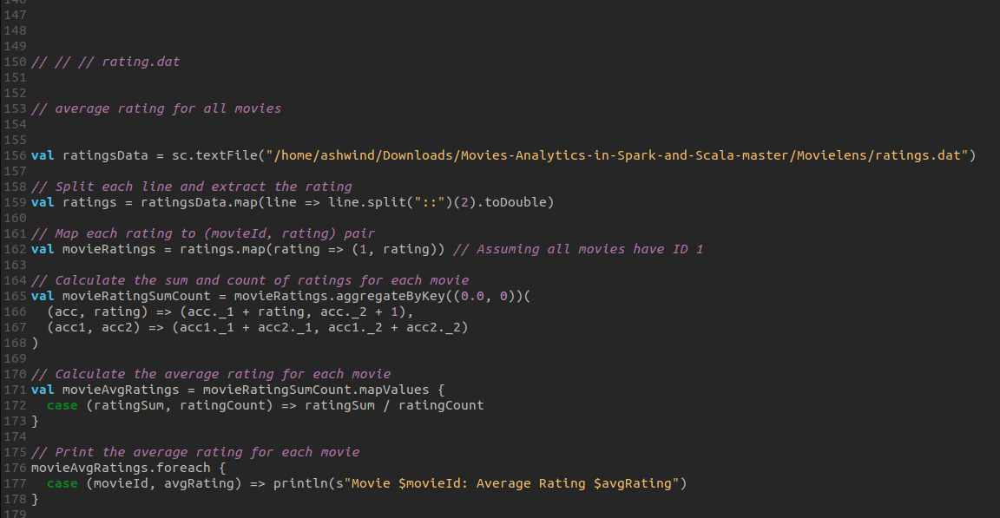 147
148
149
150 // // // rating.dat
151
152
153 // average rating for all movies
154
155
156 val ratingsData = sc.textFile("/home/ashwind/Downloads/Movies-Analytics-in-Spark-and-Scala-master/Movielens/ratings.dat")
157
158 // Split each line and extract the rating
159 val ratings = ratingsData.map(line => line.split("::")(2).toDouble)
160
161 // Map each rating to (movieId, rating) pair
162 val movieRatings = ratings.map(rating => (1, rating)) // Assuming all movies have ID 1
163
164 // Calculate the sum and count of ratings for each movie
165 val movieRatingSumCount = movieRatings.aggregateByKey((0.0, 0))(
166   (acc, rating) => (acc._1 + rating, acc._2 + 1),
167   (acc1, acc2) => (acc1._1 + acc2._1, acc1._2 + acc2._2)
168 )
169
170 // Calculate the average rating for each movie
171 val movieAvgRatings = movieRatingSumCount.mapValues {
172   case (ratingSum, ratingCount) => ratingSum / ratingCount
173 }
174
175 // Print the average rating for each movie
176 movieAvgRatings.foreach {
177   case (movieId, avgRating) => println(s"Movie $movieId: Average Rating $avgRating")
178 }
179